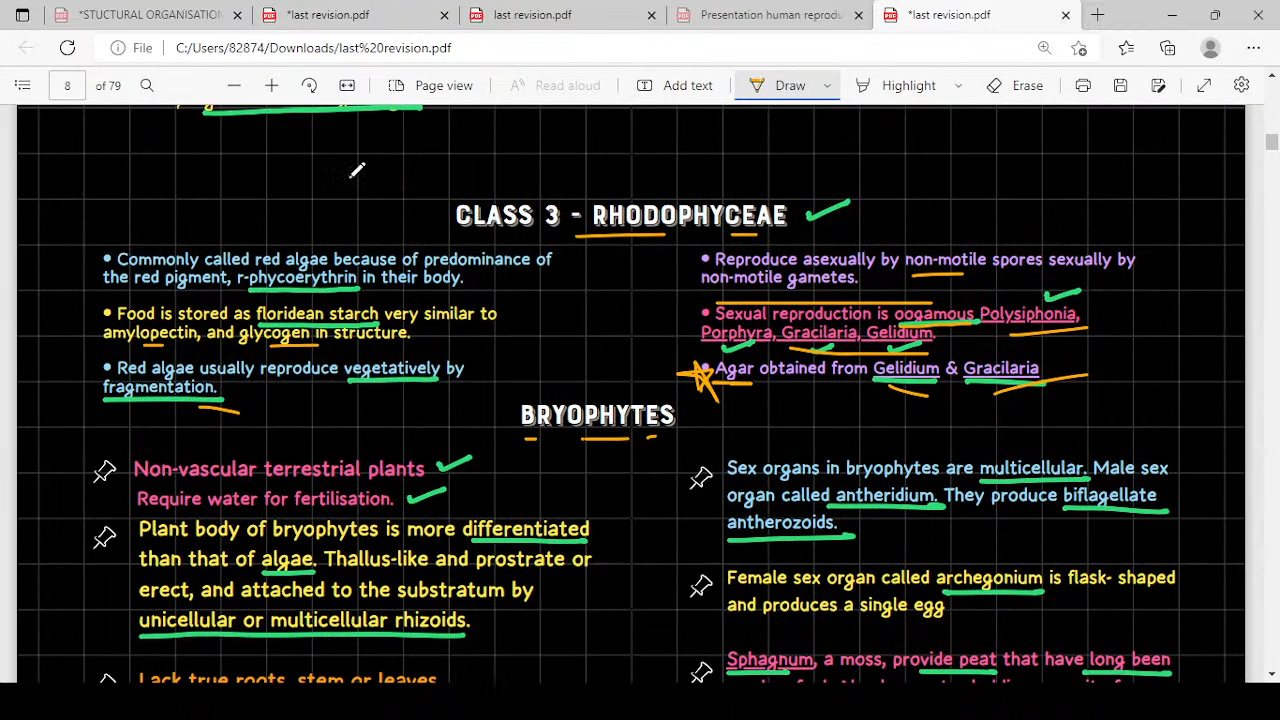 *STUCTURAL ORGANISATION
*last revision.pdf
last revision.pdf
Presentation human reprodu
*last revision.pdf
File
C:/Users/82874/Downloads/last%20revision.pdf
8
of 79
Page view
Read aloud
Add text
Draw
Highlight
Erase
CLASS 3 - RHODOPHYCEAE
• Commonly called red algae because of predominance of
the red pigment, r-phycoerythrin in their body.
• Food is stored as floridean starch very similar to
amylopectin, and glycogen in structure.
• Red algae usually reproduce vegetatively by
fragmentation.
• Reproduce asexually by non-motile spores sexually by
non-motile gametes.
• Sexual reproduction is oogamous Polysiphonia,
Porphyra, Gracilaria, Gelidium.
• Agar obtained from Gelidium & Gracilaria
BRYOPHYTES
Non-vascular terrestrial plants
Require water for fertilisation.
Plant body of bryophytes is more differentiated
than that of algae. Thallus-like and prostrate or
erect, and attached to the substratum by
unicellular or multicellular rhizoids.
Lack true roots, stem or leaves
Sex organs in bryophytes are multicellular. Male sex
organ called antheridium. They produce biflagellate
antherozoids.
Female sex organ called archegonium is flask- shaped
and produces a single egg
Sphagnum, a moss, provide peat that have long been